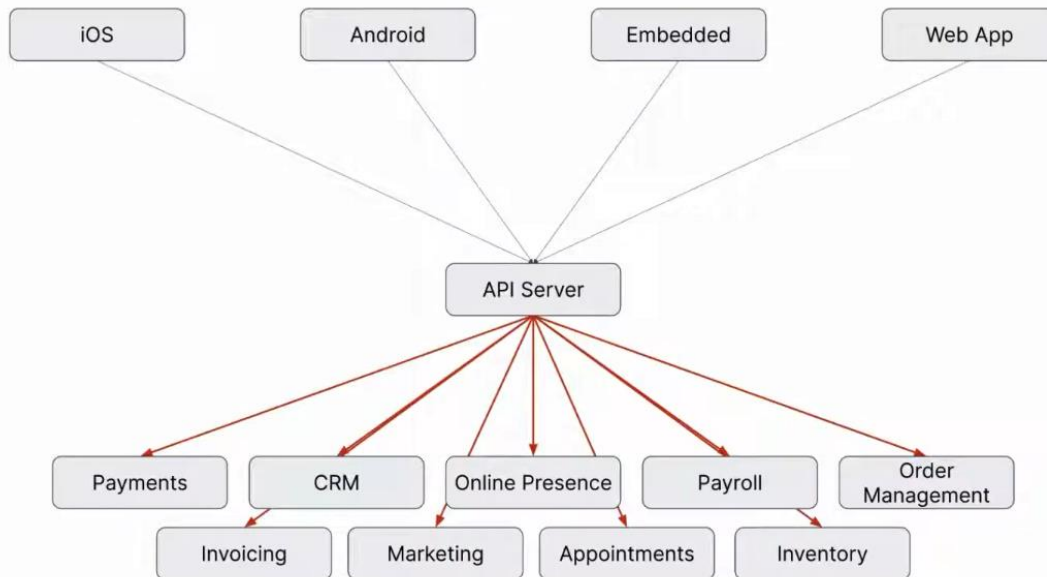 iOS
Android
Embedded
Web App
API Server
Payments
CRM
Online Presence
Payroll
Order
Management
Invoicing
Marketing
Appointments
Inventory